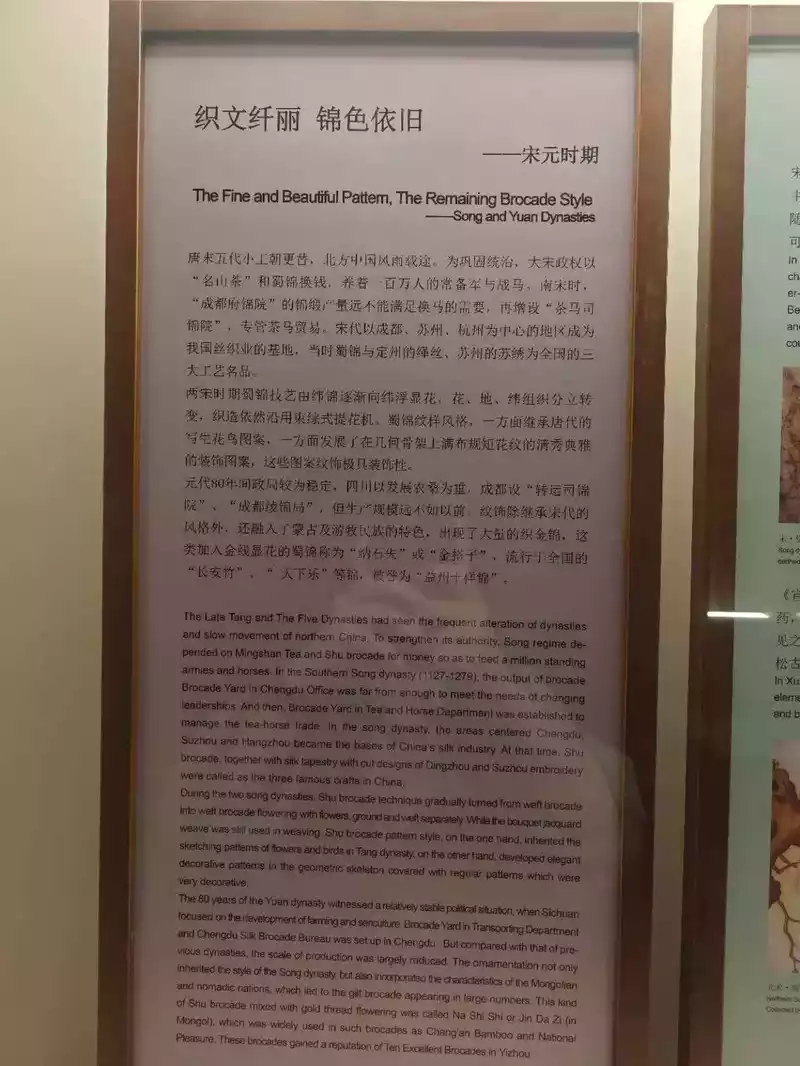 织文纤丽 锦色依旧
——宋元时期
The Fine and Beautiful Pattern, The Remaining Brocade Style
——Song and Yuan Dynasties
唐末五代小王朝更替，北方中国风雨载途。为巩固统治，大宋政权以
“名山茶”和蜀锦换钱，养着一百万人的常备军与战马。南宋时，
“成都府锦院”的锦缎产量远不能满足换马的需要，再增设“茶马司
锦院”，专管茶马贸易。宋代以成都、苏州、杭州为中心的地区成为
我国丝织业的基地，当时蜀锦与定州的缂丝、苏州的苏绣为全国的三
大工艺名品。
两宋时期蜀锦技艺由纬锦逐渐向纬浮显花，花、地、纬组织分立转
变，织造依然沿用束综式提花机。蜀锦纹样风格，一方面继承唐代的
写生花鸟图案，一方面发展了在几何骨架上满布规矩花纹的清秀典雅
的装饰图案，这些图案纹饰极具装饰性。
元代80年间政局较为稳定，四川以发展农桑为重，成都设“转运司锦
院”、“成都绫锦局”，但生产规模远不如以前。纹饰除继承宋代的
风格外，还融入了蒙古及游牧民族的特色，出现了大量的织金锦，这
类加入金线显花的蜀锦称为“纳石失”或“金搭子”，流行于全国的
“长安竹”、“天下乐”等锦，被誉为“益州十样锦”。
The Late Tang and The Five Dynasties had seen the frequent alteration of dynasties
and slow movement of northern China. To strengthen its authority, Song regime de-
pended on Mingshan Tea and Shu brocade for money so as to feed a million standing
armies and horses. In the Southern Song dynasty (1127-1279), the output of brocade
Brocade Yard in Chengdu Office was far from enough to meet the needs of changing
leaderships. And then, Brocade Yard in Tea and Horse Department was established to
manage the tea-horse trade. In the song dynasty, the areas centered Chengdu,
Suzhou and Hangzhou became the bases of China's silk industry. At that time, Shu
brocade, together with silk tapestry with cut designs of Dingzhou and Suzhou embroidery
were called as the three famous crafts in China.
During the two song dynasties, Shu brocade technique gradually turned from weft brocade
into weft brocade flowering with flowers, ground and weft separately. While the bouquet jacquard
weave was still used in weaving. Shu brocade pattern style, on the one hand, inherited the
sketching patterns of flowers and birds in Tang dynasty, on the other hand, developed elegant
decorative patterns in the geometric skeleton covered with regular patterns which were
very decorative.
The 80 years of the Yuan dynasty witnessed a relatively stable political situation, when Sichuan
focused on the development of farming and sericulture. Brocade Yard in Transporting Department
and Chengdu Silk Brocade Bureau was set up in Chengdu. But compared with that of pre-
vious dynasties, the scale of production was largely reduced. The ornamentation not only
inherited the style of the Song dynasty, but also incorporated the characteristics of the Mongolian
and nomadic nations, which led to the gilt brocade appearing in large numbers. This kind
of Shu brocade mixed with gold thread flowering was called Na Shi Shi or Jin Da Zi (in
Mongol), which was widely used in such brocades as Chang'an Bamboo and National
Pleasure. These brocades gained a reputation of Ten Excellent Brocades in Yizhou.